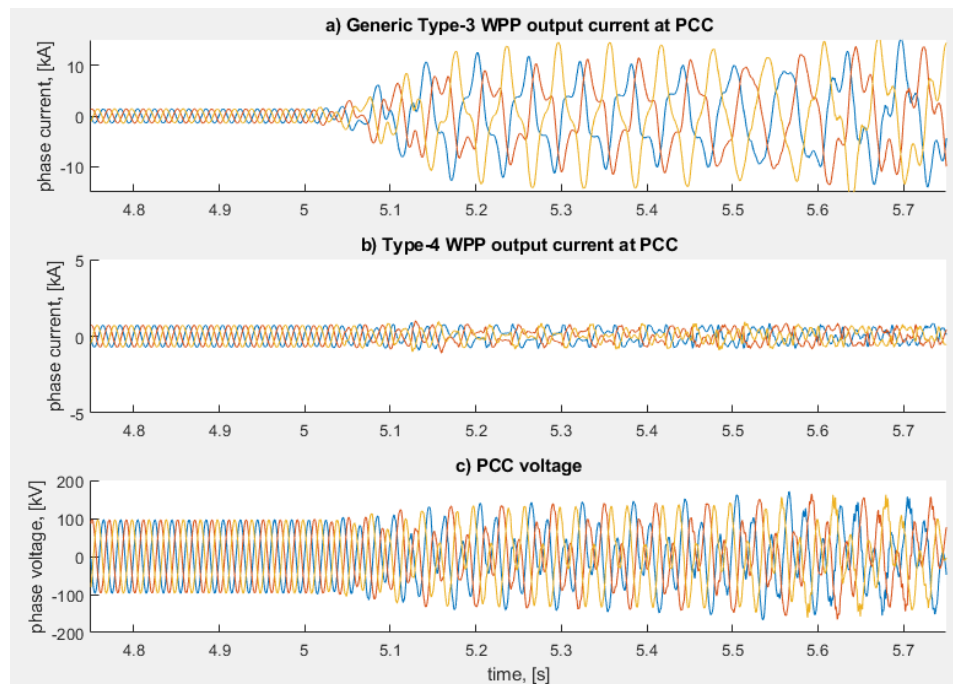 a) Generic Type-3 WPP output current at PCC
phase current, [kA]
10
0
-10
4.8 4.9 5 5.1 5.2 5.3 5.4 5.5 5.6 5.7
b) Type-4 WPP output current at PCC
phase current, [kA]
5
0
-5
4.8 4.9 5 5.1 5.2 5.3 5.4 5.5 5.6 5.7
c) PCC voltage
phase voltage, [kV]
200
100
0
-100
-200
4.8 4.9 5 5.1 5.2 5.3 5.4 5.5 5.6 5.7
time, [s]